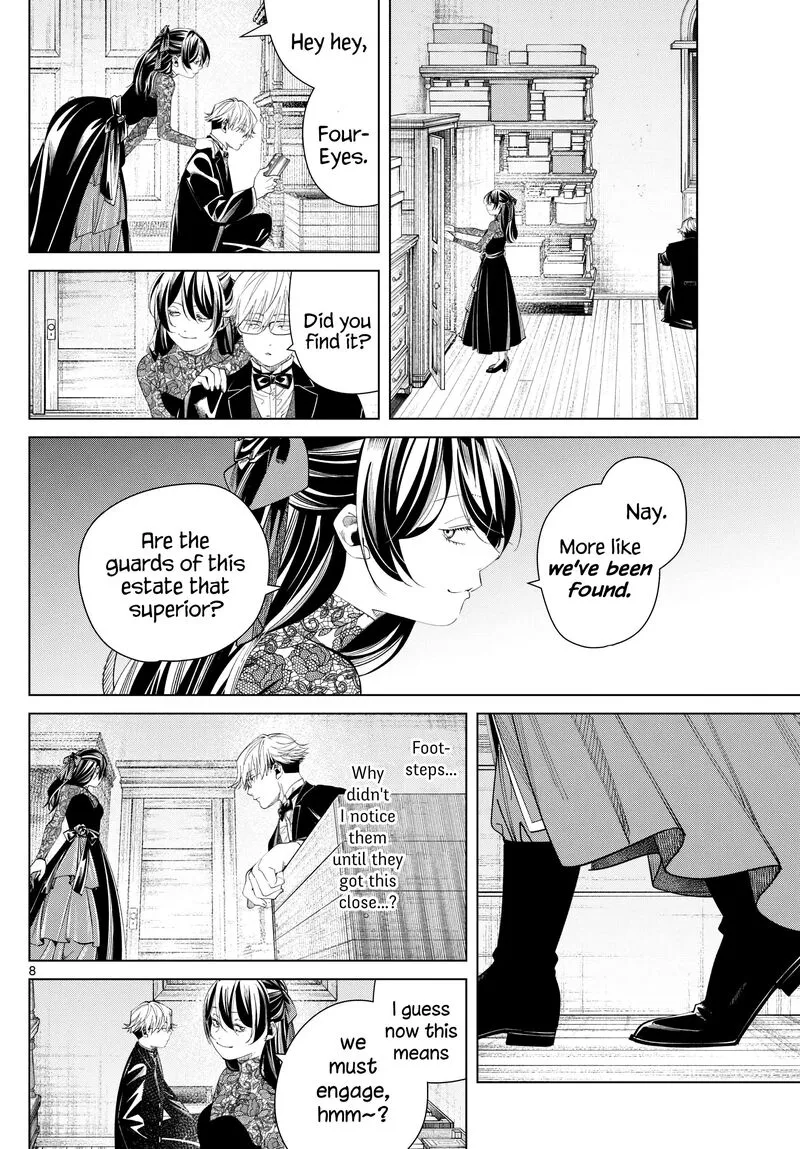 Hey hey,
Four-
Eyes.
Did you
find it?
Nay.
More like
we've been
found.
Are the
guards of this
estate that
superior?
Foot-
steps...
Why
didn't
I notice
them
until they
got this
close...?
8
I guess
now this
means
we
must
engage,
hmm~?